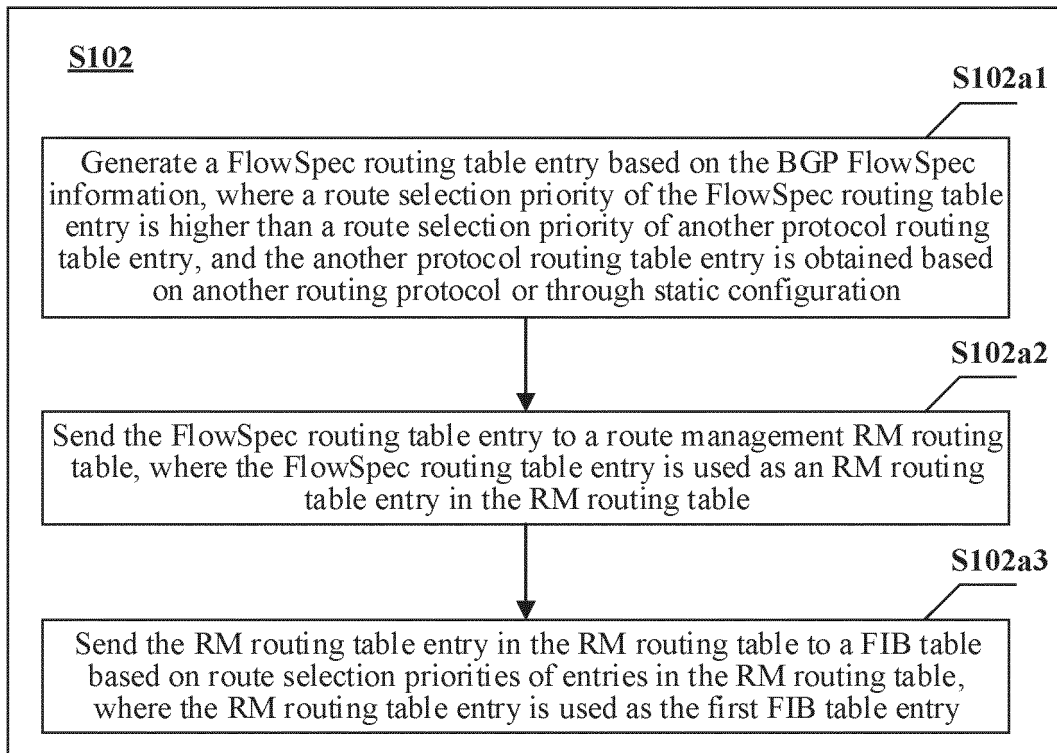 S102
S102a1
Generate a FlowSpec routing table entry based on the BGP FlowSpec
information, where a route selection priority of the FlowSpec routing table
entry is higher than a route selection priority of another protocol routing
table entry, and the another protocol routing table entry is obtained based
on another routing protocol or through static configuration
S102a2
Send the FlowSpec routing table entry to a route management RM routing
table, where the FlowSpec routing table entry is used as an RM routing
table entry in the RM routing table
S102a3
Send the RM routing table entry in the RM routing table to a FIB table
based on route selection priorities of entries in the RM routing table,
where the RM routing table entry is used as the first FIB table entry